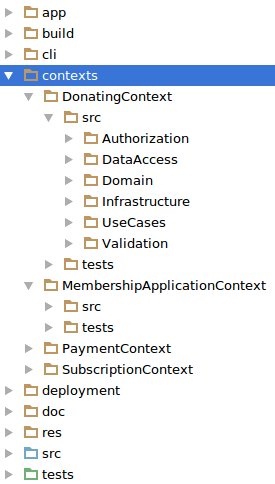 app
build
cli
contexts
DonatingContext
src
Authorization
DataAccess
Domain
Infrastructure
UseCases
Validation
tests
MembershipApplicationContext
src
tests
PaymentContext
SubscriptionContext
deployment
doc
res
src
tests